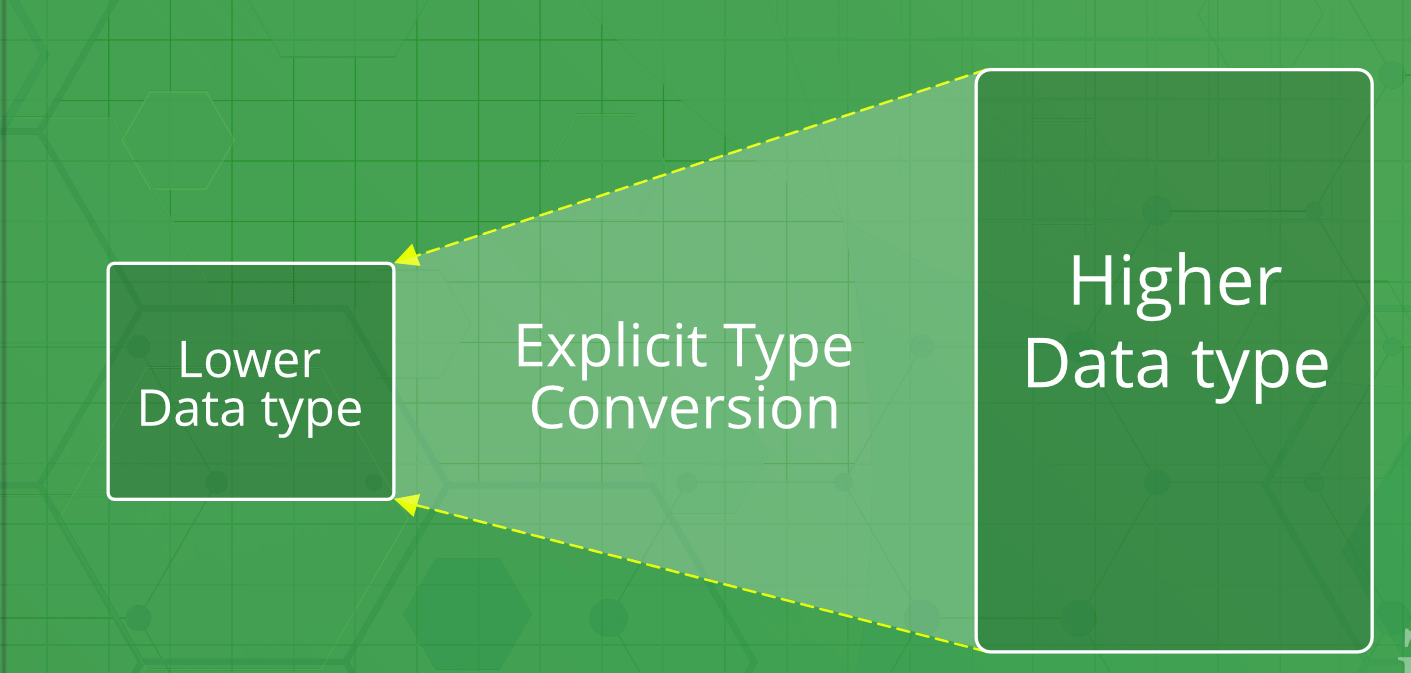 Lower
Data type
Explicit Type
Conversion
Higher
Data type